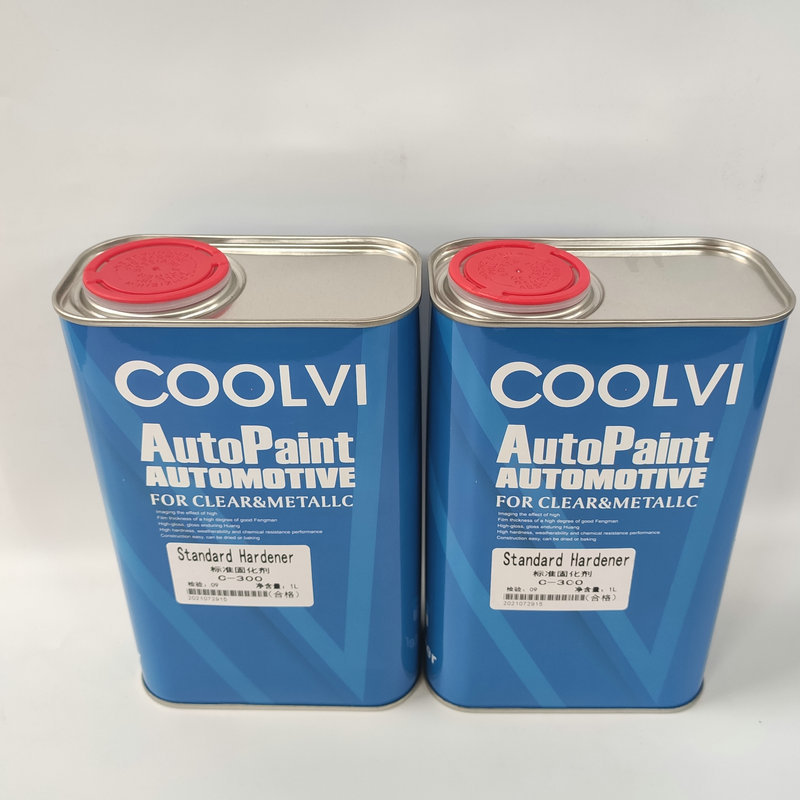 COOLVI
AutoPaint
AUTOMOTIVE
FOR CLEAR&METALLC
Imaging the effect of high
Film thickness of a high degree of good Fengman
High-gloss, gloss enduring Huang
High hardness, weatherability and chemical resistance performance
Construction easy, can be dried or baking
Standard Hardener
标准固化剂
C-300
检验：09 净含量：1L
(合格)
2021072915
COOLVI
AutoPaint
AUTOMOTIVE
FOR CLEAR&METALLC
Imaging the effect of high
Film thickness of a high degree of good Fengman
High-gloss, gloss enduring Huang
High hardness, weatherability and chemical resistance performance
Construction easy, can be dried or baking
Standard Hardener
标准固化剂
C-300
检验：09 净含量：1L
(合格)
2021072915